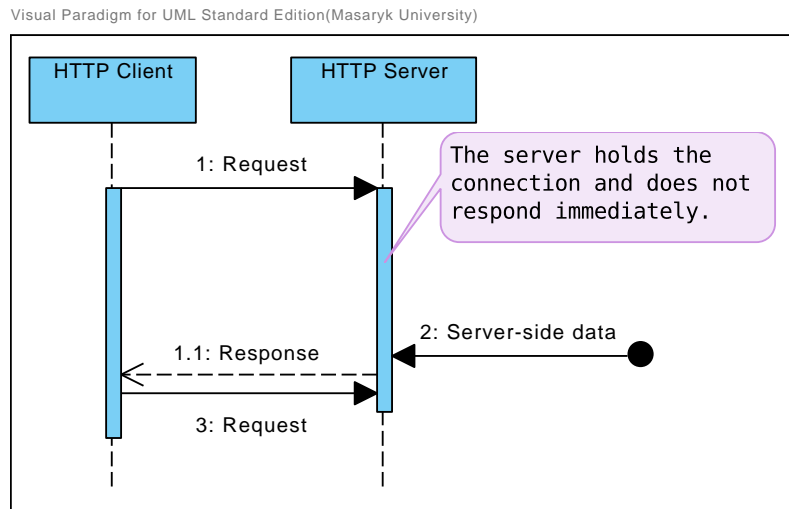 Visual Paradigm for UML Standard Edition(Masaryk University)
HTTP Client
HTTP Server
1: Request
The server holds the
connection and does not
respond immediately.
2: Server-side data
1.1: Response
3: Request